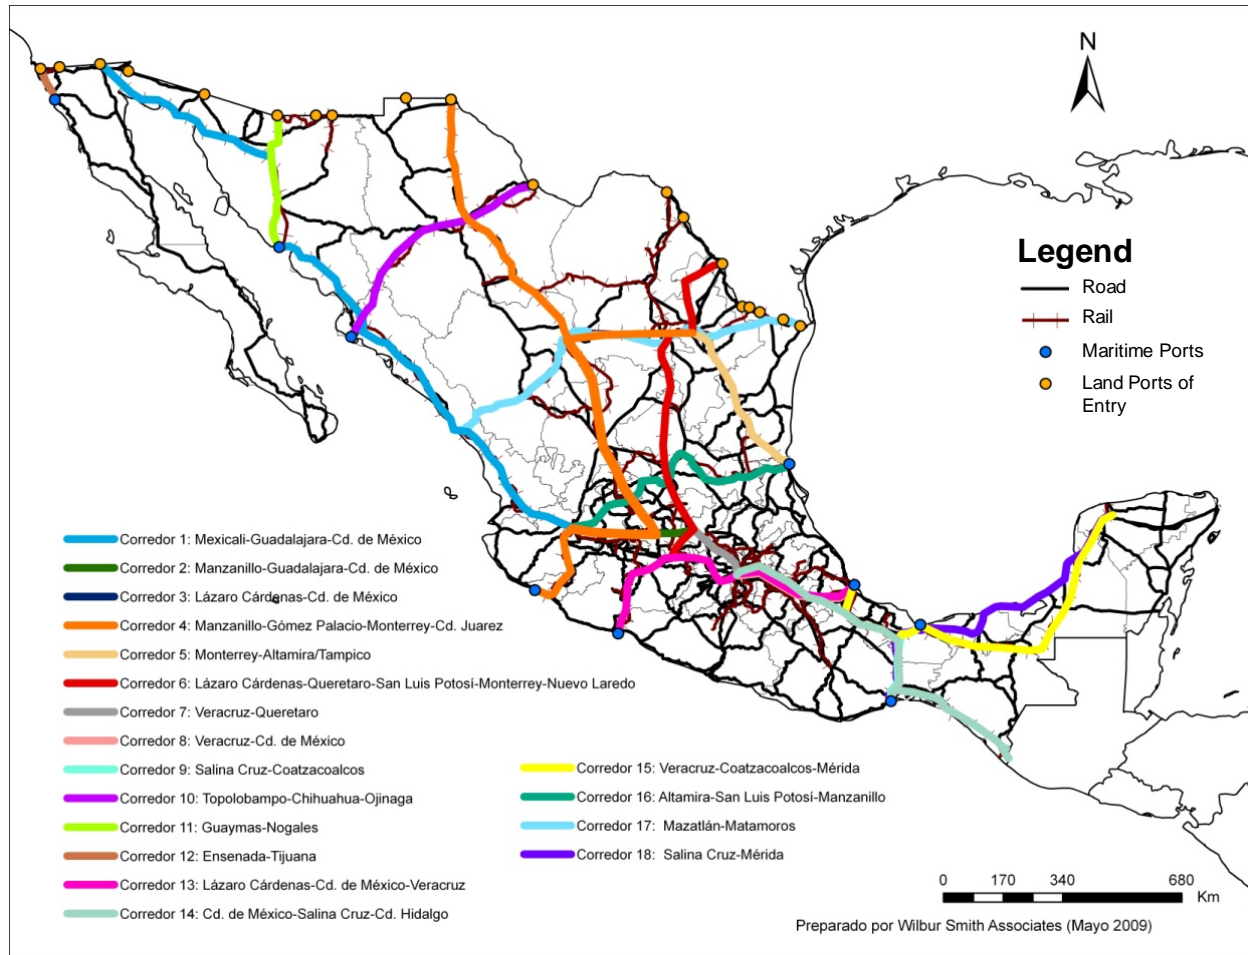 N
Legend
Road
Rail
Maritime Ports
Land Ports of
Entry
Corredor 1: Mexicali-Guadalajara-Cd. de México
Corredor 2: Manzanillo-Guadalajara-Cd. de México
Corredor 3: Lázaro Cárdenas-Cd. de México
Corredor 4: Manzanillo-Gómez Palacio-Monterrey-Cd. Juarez
Corredor 5: Monterrey-Altamira/Tampico
Corredor 6: Lázaro Cárdenas-Queretaro-San Luis Potosí-Monterrey-Nuevo Laredo
Corredor 7: Veracruz-Queretaro
Corredor 8: Veracruz-Cd. de México
Corredor 9: Salina Cruz-Coatzacoalcos
Corredor 10: Topolobampo-Chihuahua-Ojinaga
Corredor 11: Guaymas-Nogales
Corredor 12: Ensenada-Tijuana
Corredor 13: Lázaro Cárdenas-Cd. de México-Veracruz
Corredor 14: Cd. de México-Salina Cruz-Cd. Hidalgo
Corredor 15: Veracruz-Coatzacoalcos-Mérida
Corredor 16: Altamira-San Luis Potosí-Manzanillo
Corredor 17: Mazatlán-Matamoros
Corredor 18: Salina Cruz-Mérida
0 170 340 680
Km
Preparado por Wilbur Smith Associates (Mayo 2009)